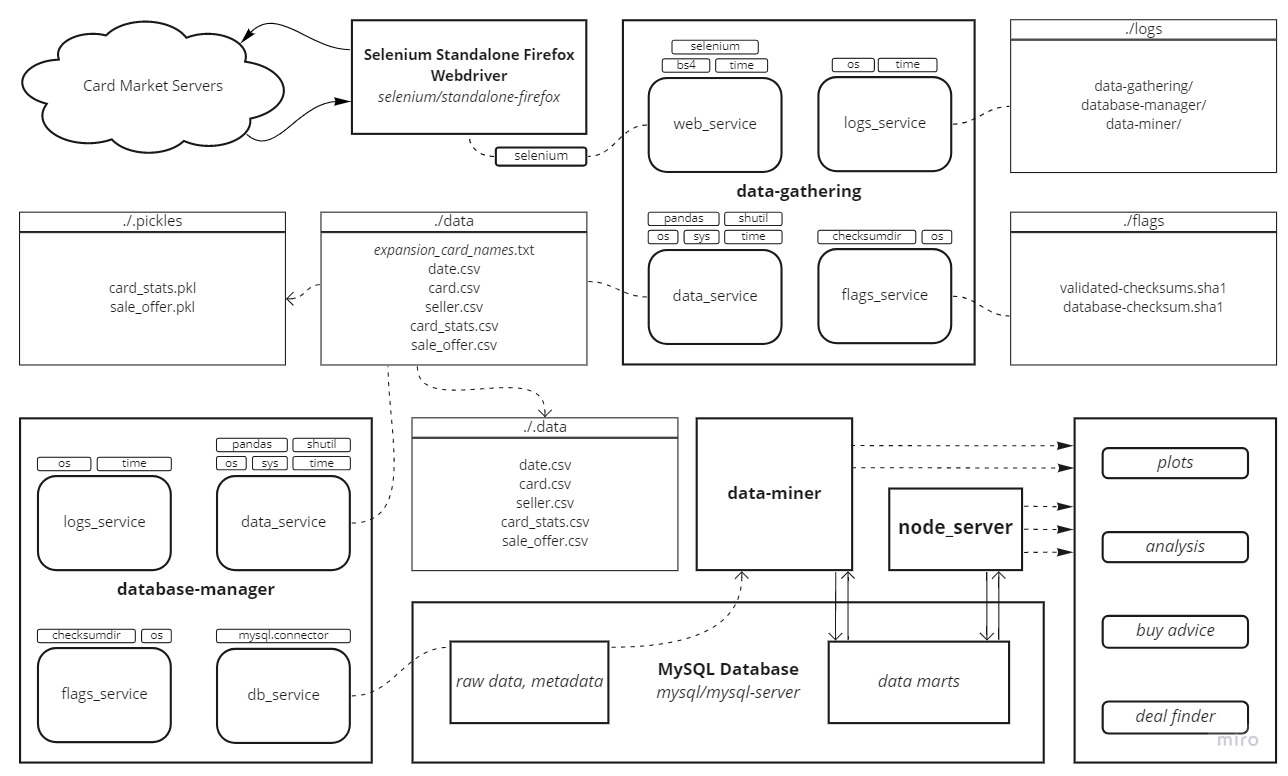 Card Market Servers
Selenium Standalone Firefox
Webdriver
selenium/standalone-firefox
selenium
selenium
bs4
time
web_service
os
time
logs_service
data-gathering
pandas
shutil
os
sys
time
data_service
checksumdir
os
flags_service
./logs
data-gathering/
database-manager/
data-miner/
./.pickles
card_stats.pkl
sale_offer.pkl
./data
expansion_card_names.txt
date.csv
card.csv
seller.csv
card_stats.csv
sale_offer.csv
./flags
validated-checksums.sha1
database-checksum.sha1
os
time
logs_service
pandas
shutil
os
sys
time
data_service
database-manager
checksumdir
os
flags_service
mysql.connector
db_service
./.data
date.csv
card.csv
seller.csv
card_stats.csv
sale_offer.csv
data-miner
node_server
raw data, metadata
MySQL Database
mysql/mysql-server
data marts
plots
analysis
buy advice
deal finder
miro